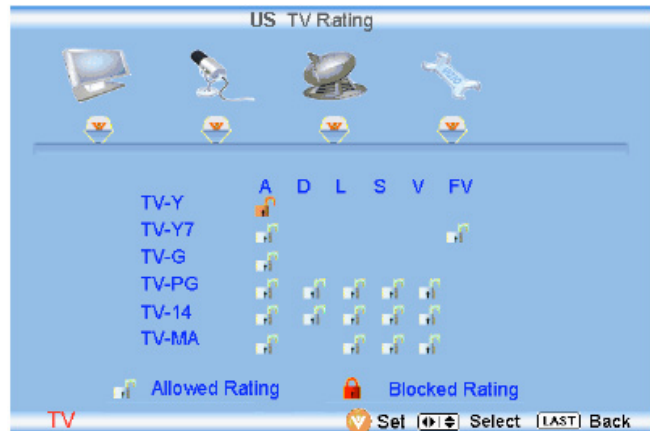 US TV Rating
A D L S V FV
TV-Y
TV-Y7
TV-G
TV-PG
TV-14
TV-MA
Allowed Rating Blocked Rating
TV Set Select LAST Back